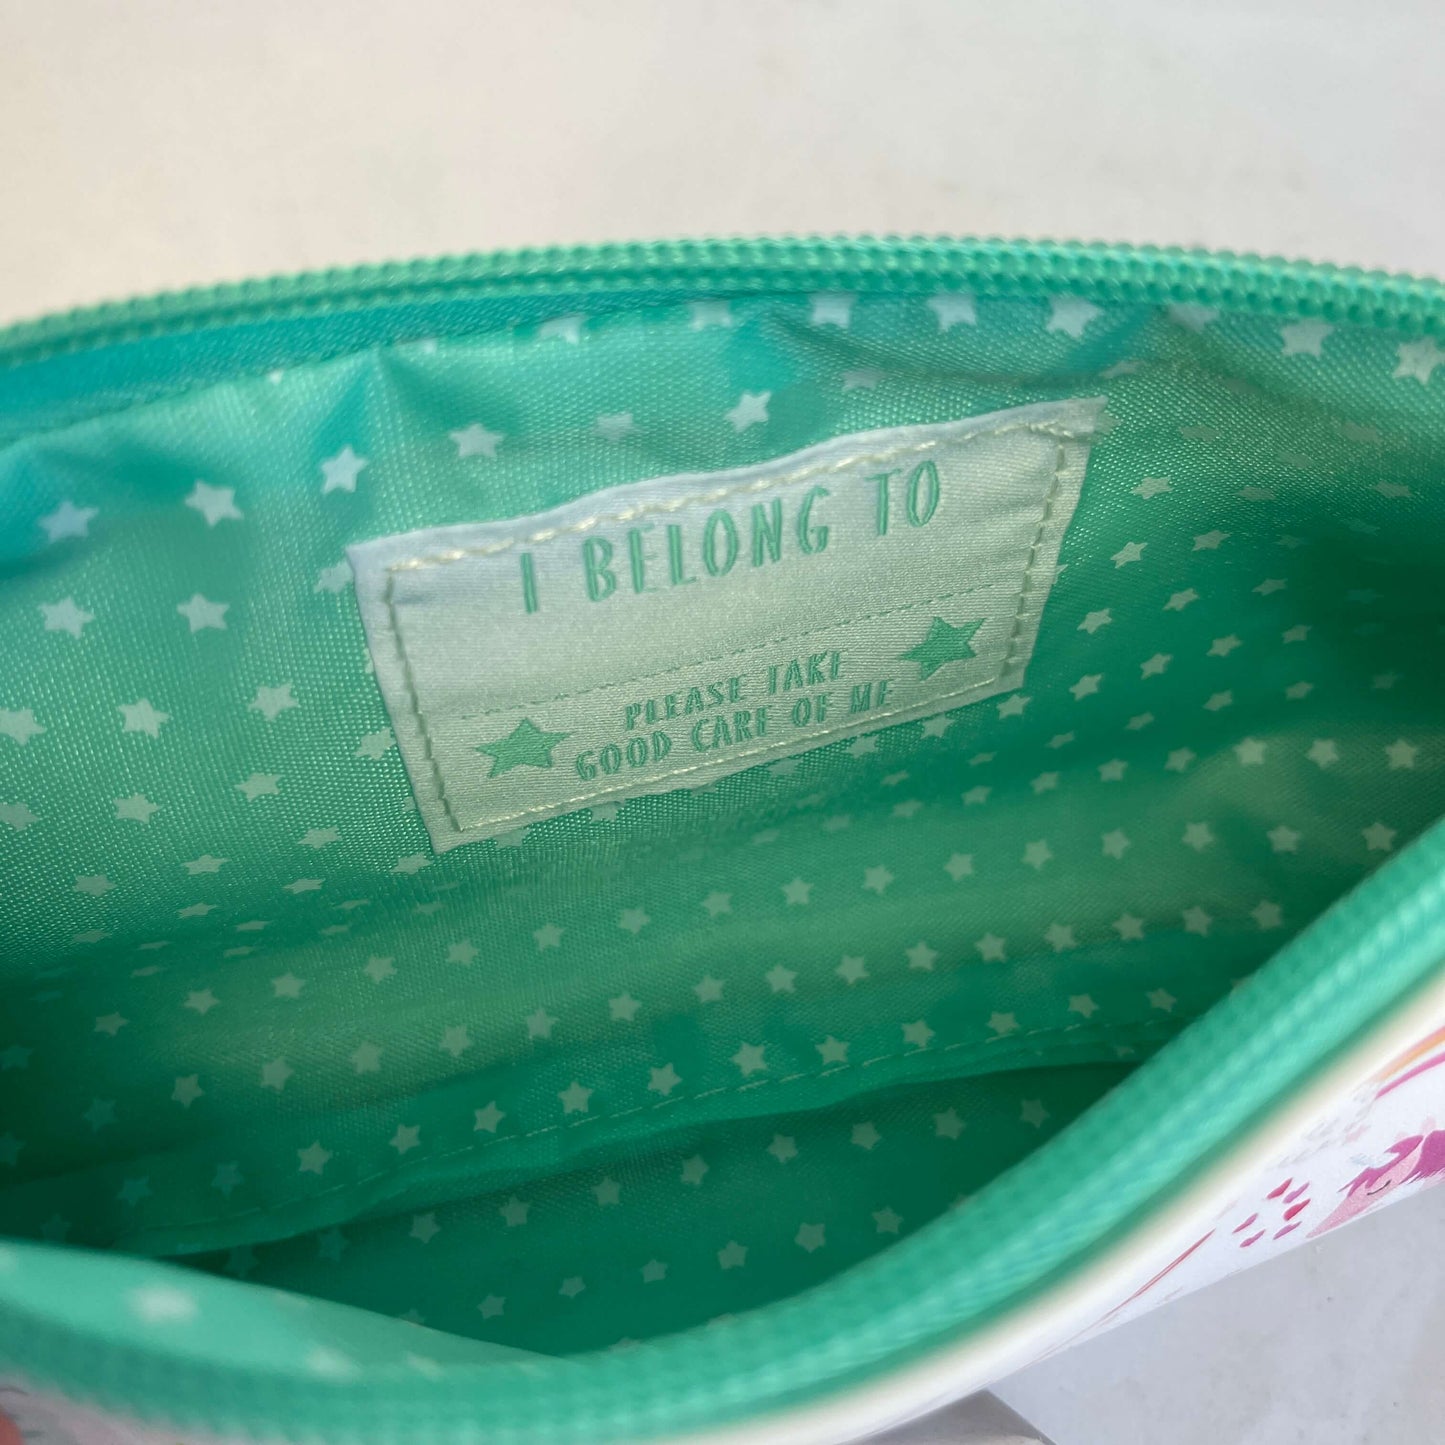 I BELONG TO
PLEASE TAKE
GOOD CARE OF ME